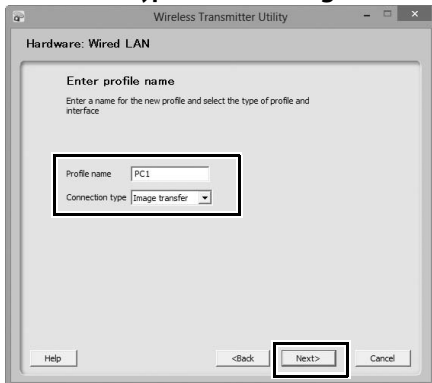 Wireless Transmitter Utility
Hardware: Wired LAN
Enter profile name
Enter a name for the new profile and select the type of profile and
interface
Profile name PC1
Connection type Image transfer
Help <Back Next> Cancel